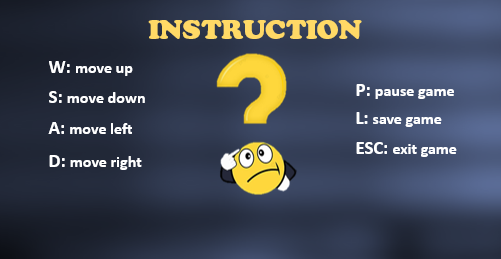 INSTRUCTION
W: move up
S: move down
A: move left
D: move right
?
P: pause game
L: save game
ESC: exit game